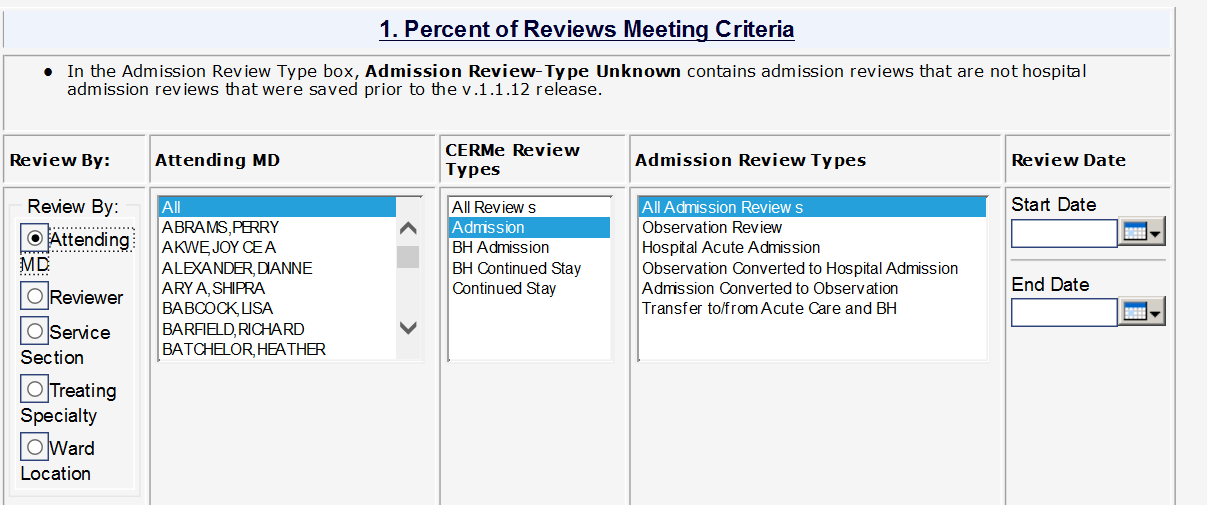 1. Percent of Reviews Meeting Criteria
● In the Admission Review Type box, Admission Review-Type Unknown contains admission reviews that are not hospital
admission reviews that were saved prior to the v.1.1.12 release.
Review By:
Attending MD
CERMe Review
Types
Admission Review Types
Review Date
Review By:
Attending
MD
Reviewer
Service
Section
Treating
Specialty
Ward
Location
All
ABRAMS,PERRY
AKWE,JOYCE A
ALEXANDER,DIANNE
ARYA,SHIPRA
BABCOCK,LISA
BARFIELD,RICHARD
BATCHELOR,HEATHER
All Reviews
Admission
BH Admission
BH Continued Stay
Continued Stay
All Admission Reviews
Observation Review
Hospital Acute Admission
Observation Converted to Hospital Admission
Admission Converted to Observation
Transfer to/from Acute Care and BH
Start Date
End Date